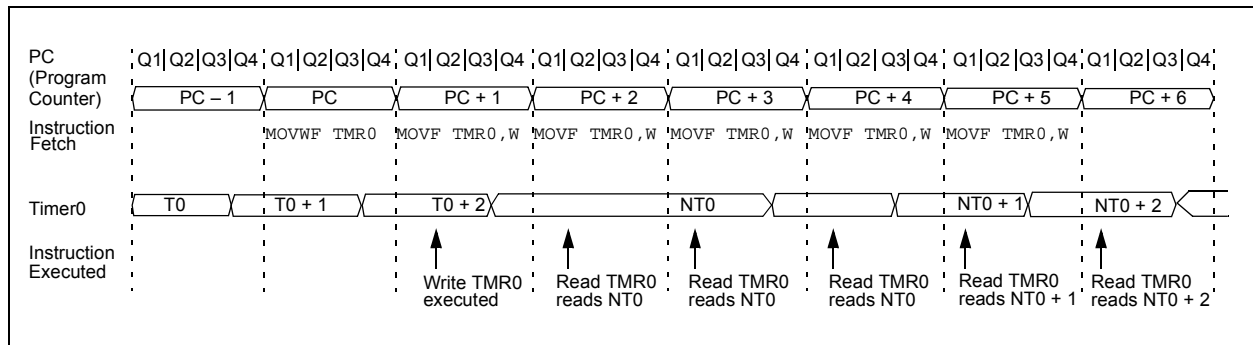 PC
(Program
Counter)
Q1 Q2 Q3 Q4 Q1 Q2 Q3 Q4 Q1 Q2 Q3 Q4 Q1 Q2 Q3 Q4 Q1 Q2 Q3 Q4 Q1 Q2 Q3 Q4 Q1 Q2 Q3 Q4 Q1 Q2 Q3 Q4
PC – 1 PC PC + 1 PC + 2 PC + 3 PC + 4 PC + 5 PC + 6
Instruction
Fetch
MOVWF TMR0 MOVF TMR0,W MOVF TMR0,W MOVF TMR0,W MOVF TMR0,W MOVF TMR0,W
Timer0
T0 T0 + 1 T0 + 2 NT0 NT0 + 1 NT0 + 2
Instruction
Executed
Write TMR0
executed
Read TMR0
reads NT0
Read TMR0
reads NT0
Read TMR0
reads NT0
Read TMR0
reads NT0 + 1
Read TMR0
reads NT0 + 2